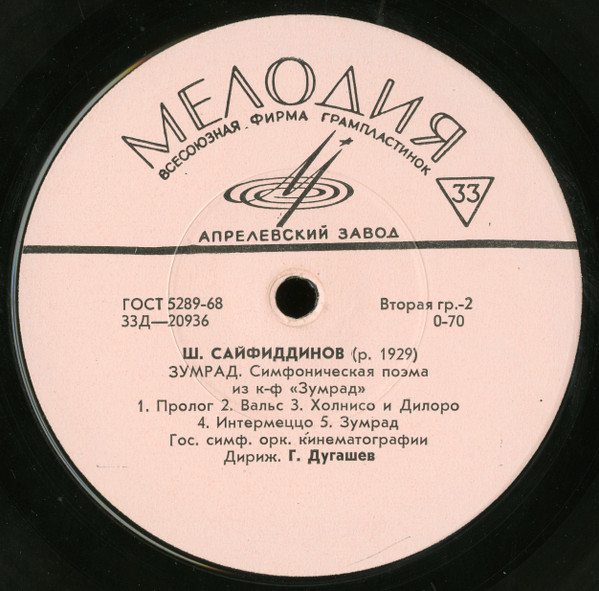 МЕЛОДИЯ
ВСЕСОЮЗНАЯ ФИРМА ГРАМПЛАСТИНОК
33
АПРЕЛЕВСКИЙ ЗАВОД
ГОСТ 5289-68 Вторая гр.-2
33Д—20936 0-70
Ш. САЙФИДДИНОВ (р. 1929)
ЗУМРАД. Симфоническая поэма
из к-ф «Зумрад»
1. Пролог 2. Вальс 3. Холнисо и Дилоро
4. Интермеццо 5. Зумрад
Гос. симф. орк. кинематографии
Дириж. Г. Дугашев